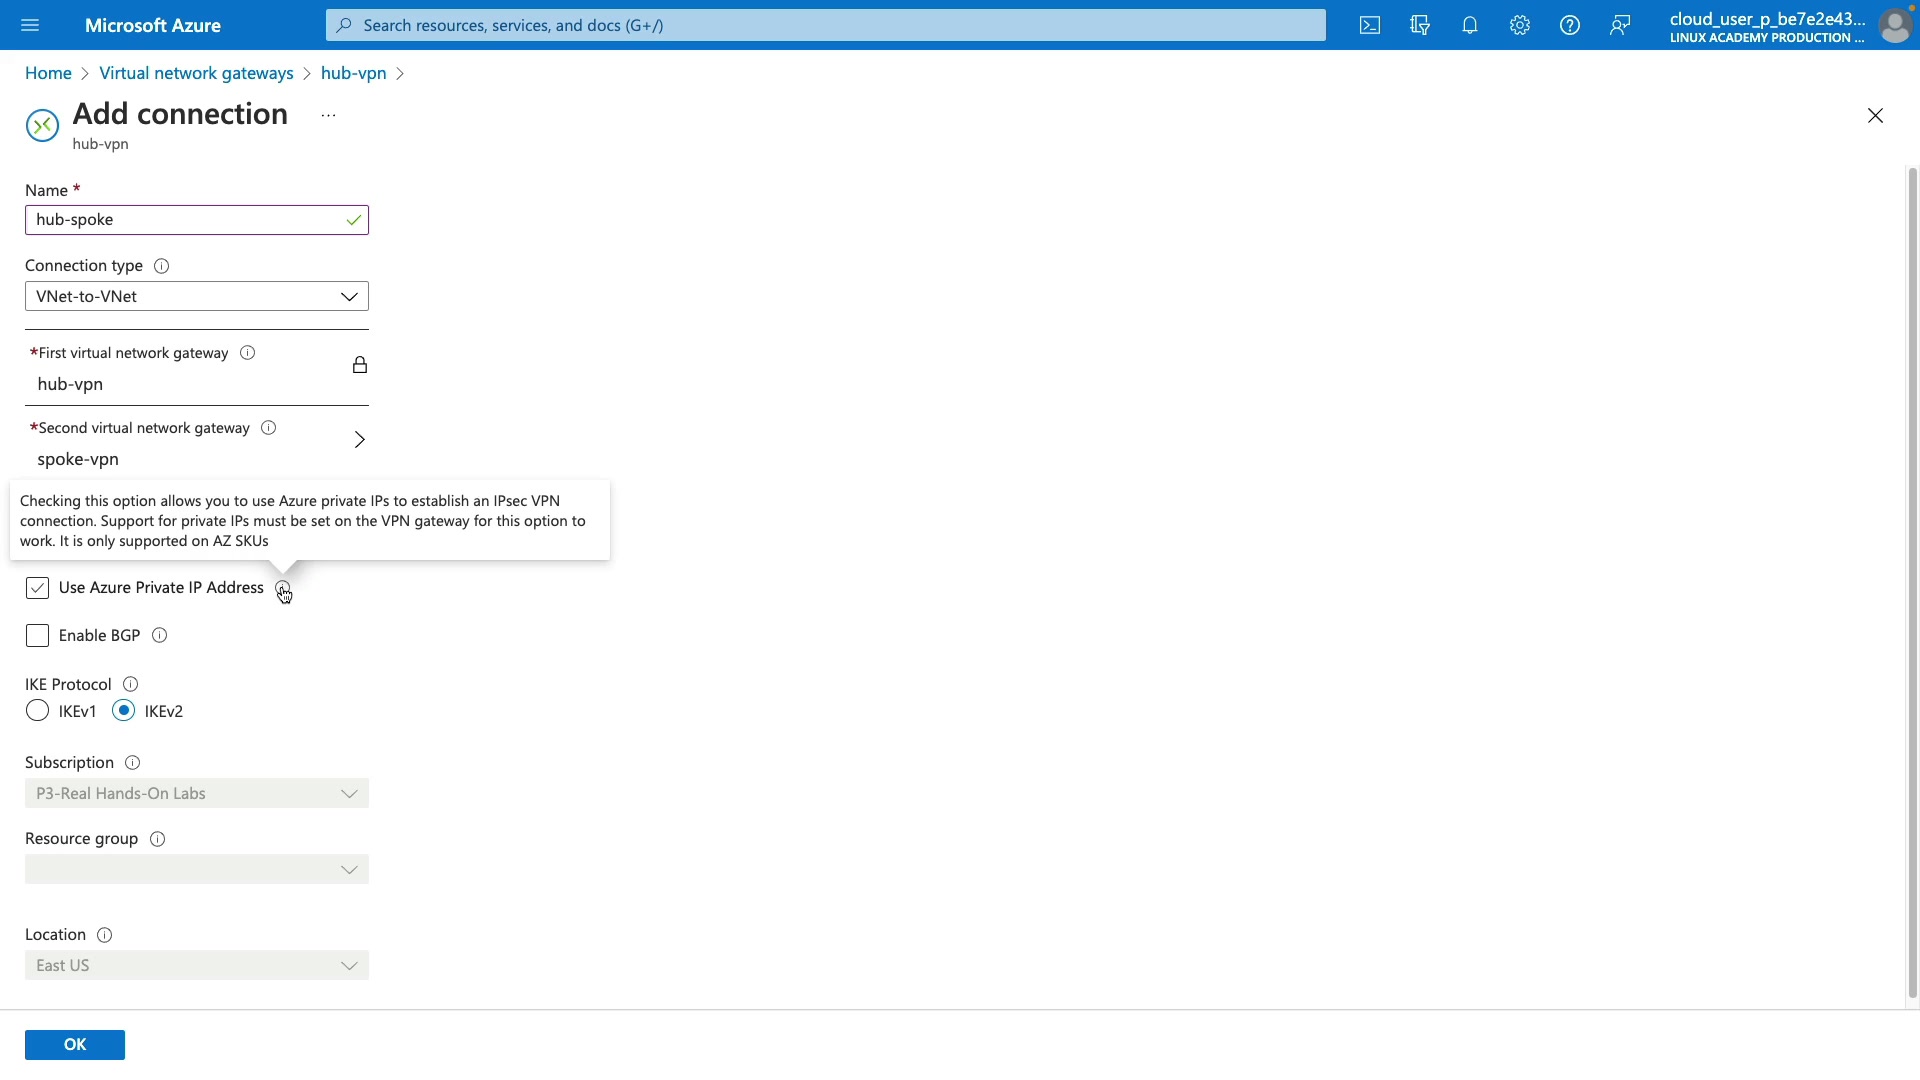 Microsoft Azure
Search resources, services, and docs (G+/)
cloud_user_p_be7e2e43...
LINUX ACADEMY PRODUCTION ...
Home > Virtual network gateways > hub-vpn >
Add connection ...
hub-vpn
Name *
hub-spoke
Connection type
VNet-to-VNet
*First virtual network gateway
hub-vpn
*Second virtual network gateway
spoke-vpn
Checking this option allows you to use Azure private IPs to establish an IPsec VPN
connection. Support for private IPs must be set on the VPN gateway for this option to
work. It is only supported on AZ SKUs
Use Azure Private IP Address
Enable BGP
IKE Protocol
IKEv1 IKEv2
Subscription
P3-Real Hands-On Labs
Resource group
Location
East US
OK